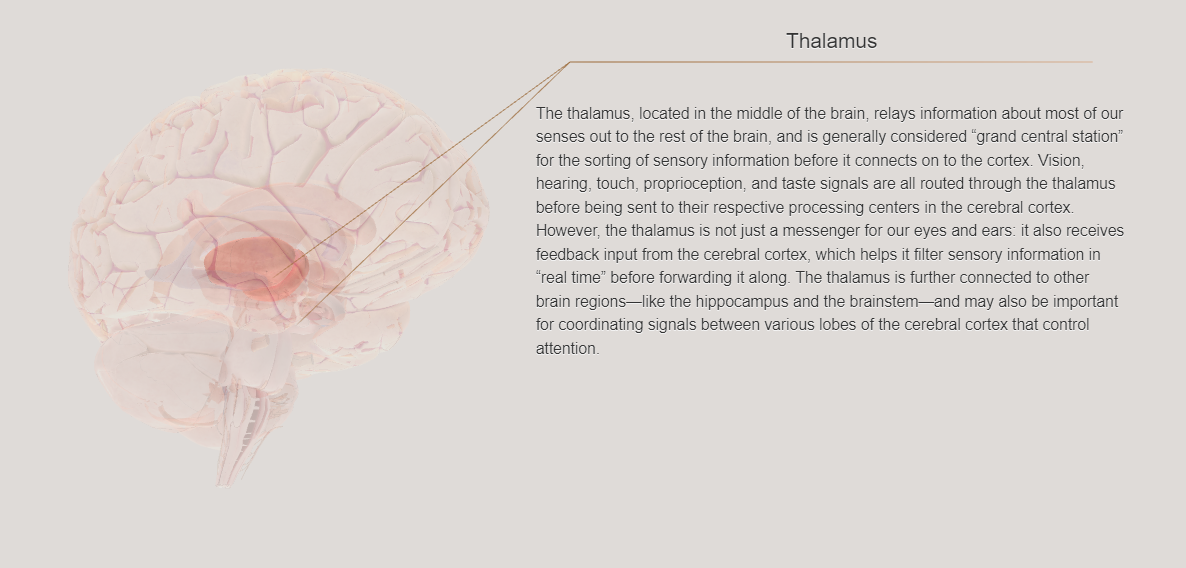 Thalamus
The thalamus, located in the middle of the brain, relays information about most of our
senses out to the rest of the brain, and is generally considered “grand central station”
for the sorting of sensory information before it connects on to the cortex. Vision,
hearing, touch, proprioception, and taste signals are all routed through the thalamus
before being sent to their respective processing centers in the cerebral cortex.
However, the thalamus is not just a messenger for our eyes and ears: it also receives
feedback input from the cerebral cortex, which helps it filter sensory information in
“real time” before forwarding it along. The thalamus is further connected to other
brain regions—like the hippocampus and the brainstem—and may also be important
for coordinating signals between various lobes of the cerebral cortex that control
attention.